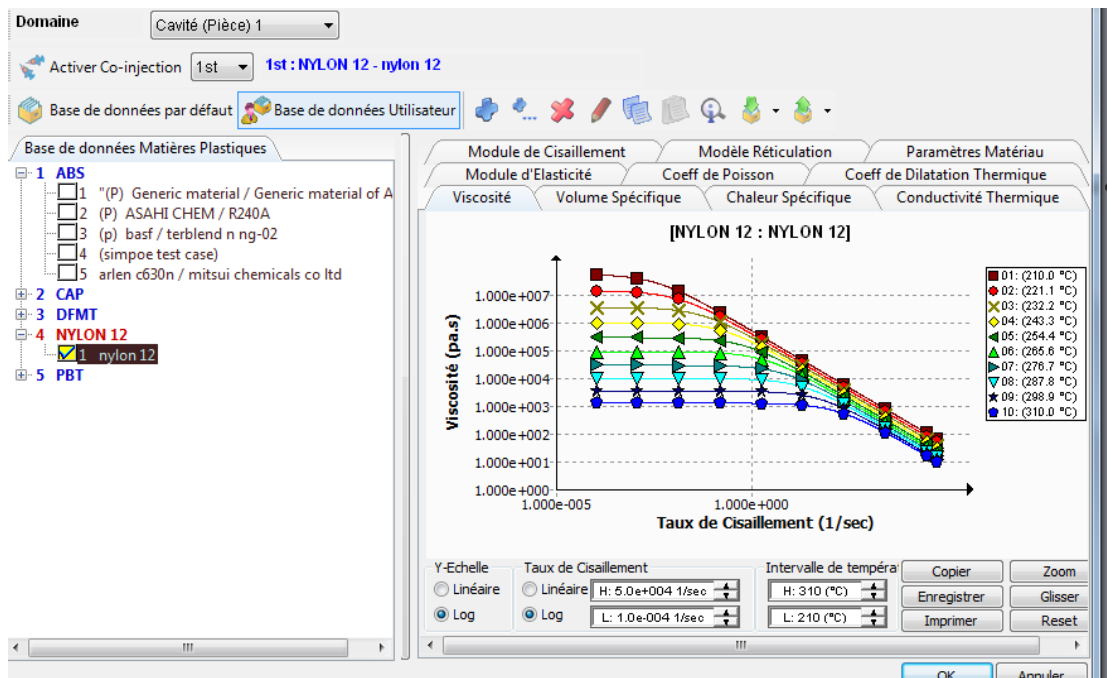 Domaine
Cavité (Pièce) 1
Activer Co-injection 1st 1st : NYLON 12 - nylon 12
Base de données par défaut Base de données Utilisateur
Base de données Matières Plastiques
1 ABS
1 "(P) Generic material / Generic material of A
2 (P) ASAHI CHEM / R240A
3 (p) basf / terblend n ng-02
4 (simpoe test case)
5 arlen c630n / mitsui chemicals co ltd
2 CAP
3 DFMT
4 NYLON 12
1 nylon 12
5 PBT
Module de Cisaillement Modèle Réticulation Paramètres Matériau
Module d'Elasticité Coeff de Poisson Coeff de Dilatation Thermique
Viscosité Volume Spécifique Chaleur Spécifique Conductivité Thermique
[NYLON 12 : NYLON 12]
Viscosité (pa.s)
1.000e+007
1.000e+006
1.000e+005
1.000e+004
1.000e+003
1.000e+002
1.000e+001
1.000e+000
1.000e-005 1.000e+000
Taux de Cisaillement (1/sec)
01: (210.0 °C)
02: (221.1 °C)
03: (232.2 °C)
04: (243.3 °C)
05: (254.4 °C)
06: (265.6 °C)
07: (276.7 °C)
08: (287.8 °C)
09: (298.9 °C)
10: (310.0 °C)
Y-Echelle Taux de Cisaillement Intervalle de températ
Linéaire Linéaire H: 5.0e+004 1/sec H: 310 (°C)
Log Log L: 1.0e-004 1/sec L: 210 (°C)
Copier Zoom
Enregistrer Glisser
Imprimer Reset
OK Annuler